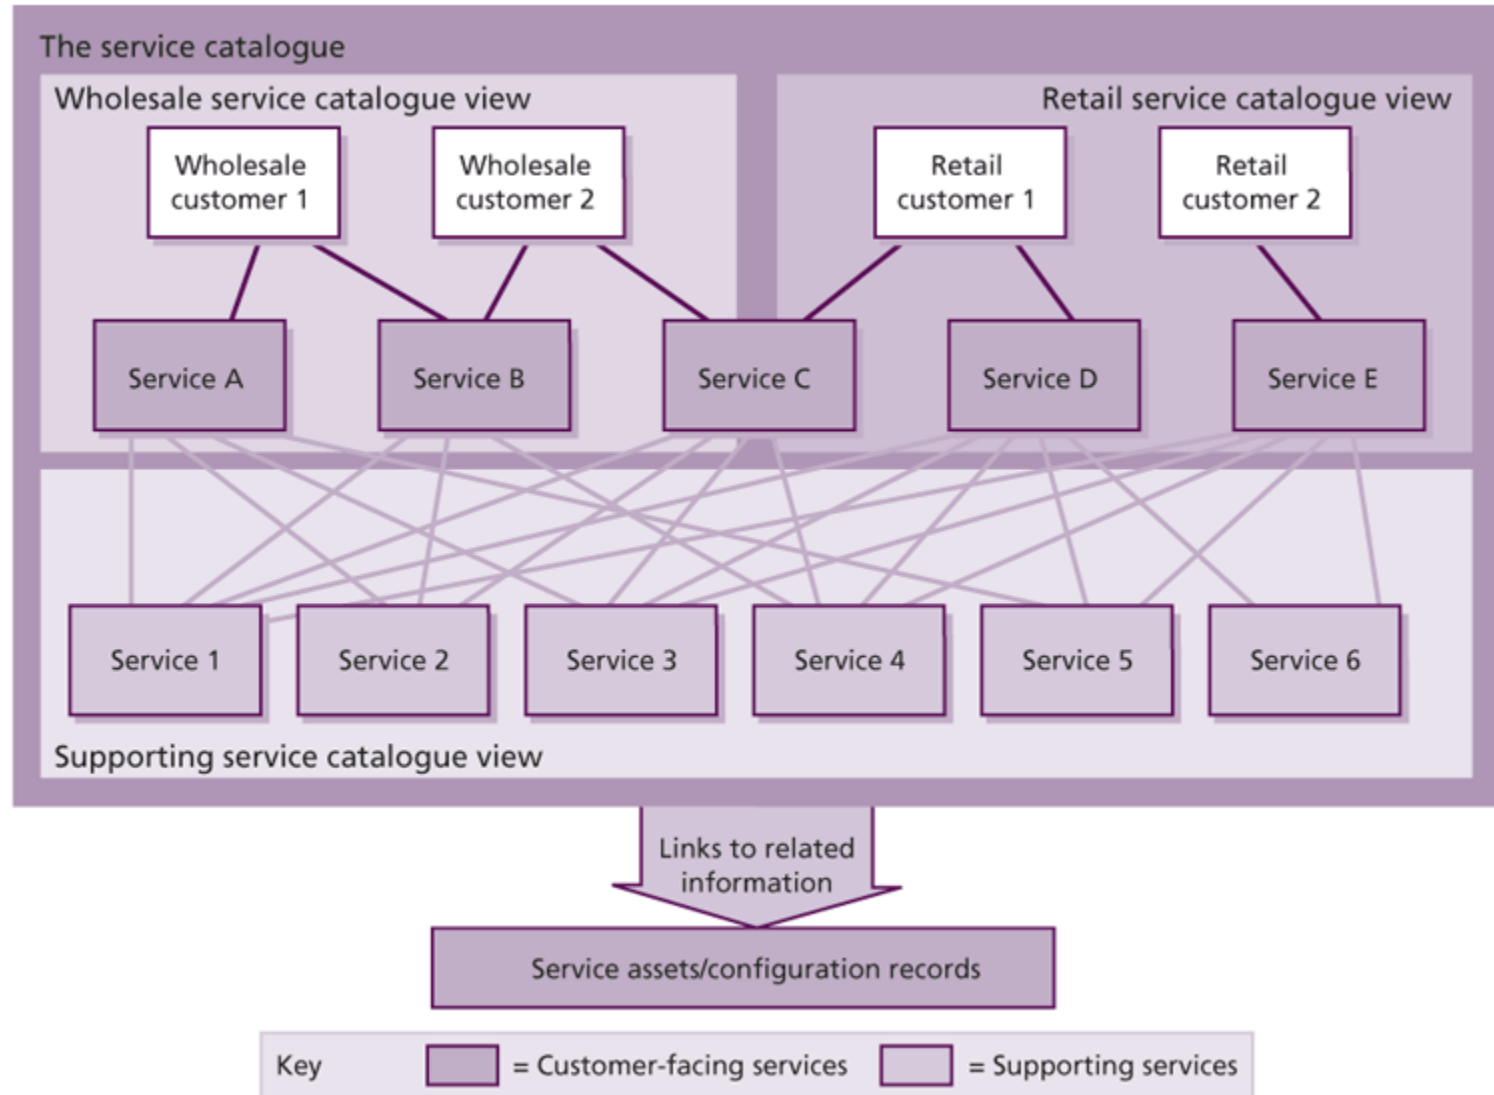 The service catalogue
Wholesale service catalogue view
Retail service catalogue view
Wholesale
customer 1
Wholesale
customer 2
Retail
customer 1
Retail
customer 2
Service A
Service B
Service C
Service D
Service E
Service 1
Service 2
Service 3
Service 4
Service 5
Service 6
Supporting service catalogue view
Links to related
information
Service assets/configuration records
Key
= Customer-facing services
= Supporting services